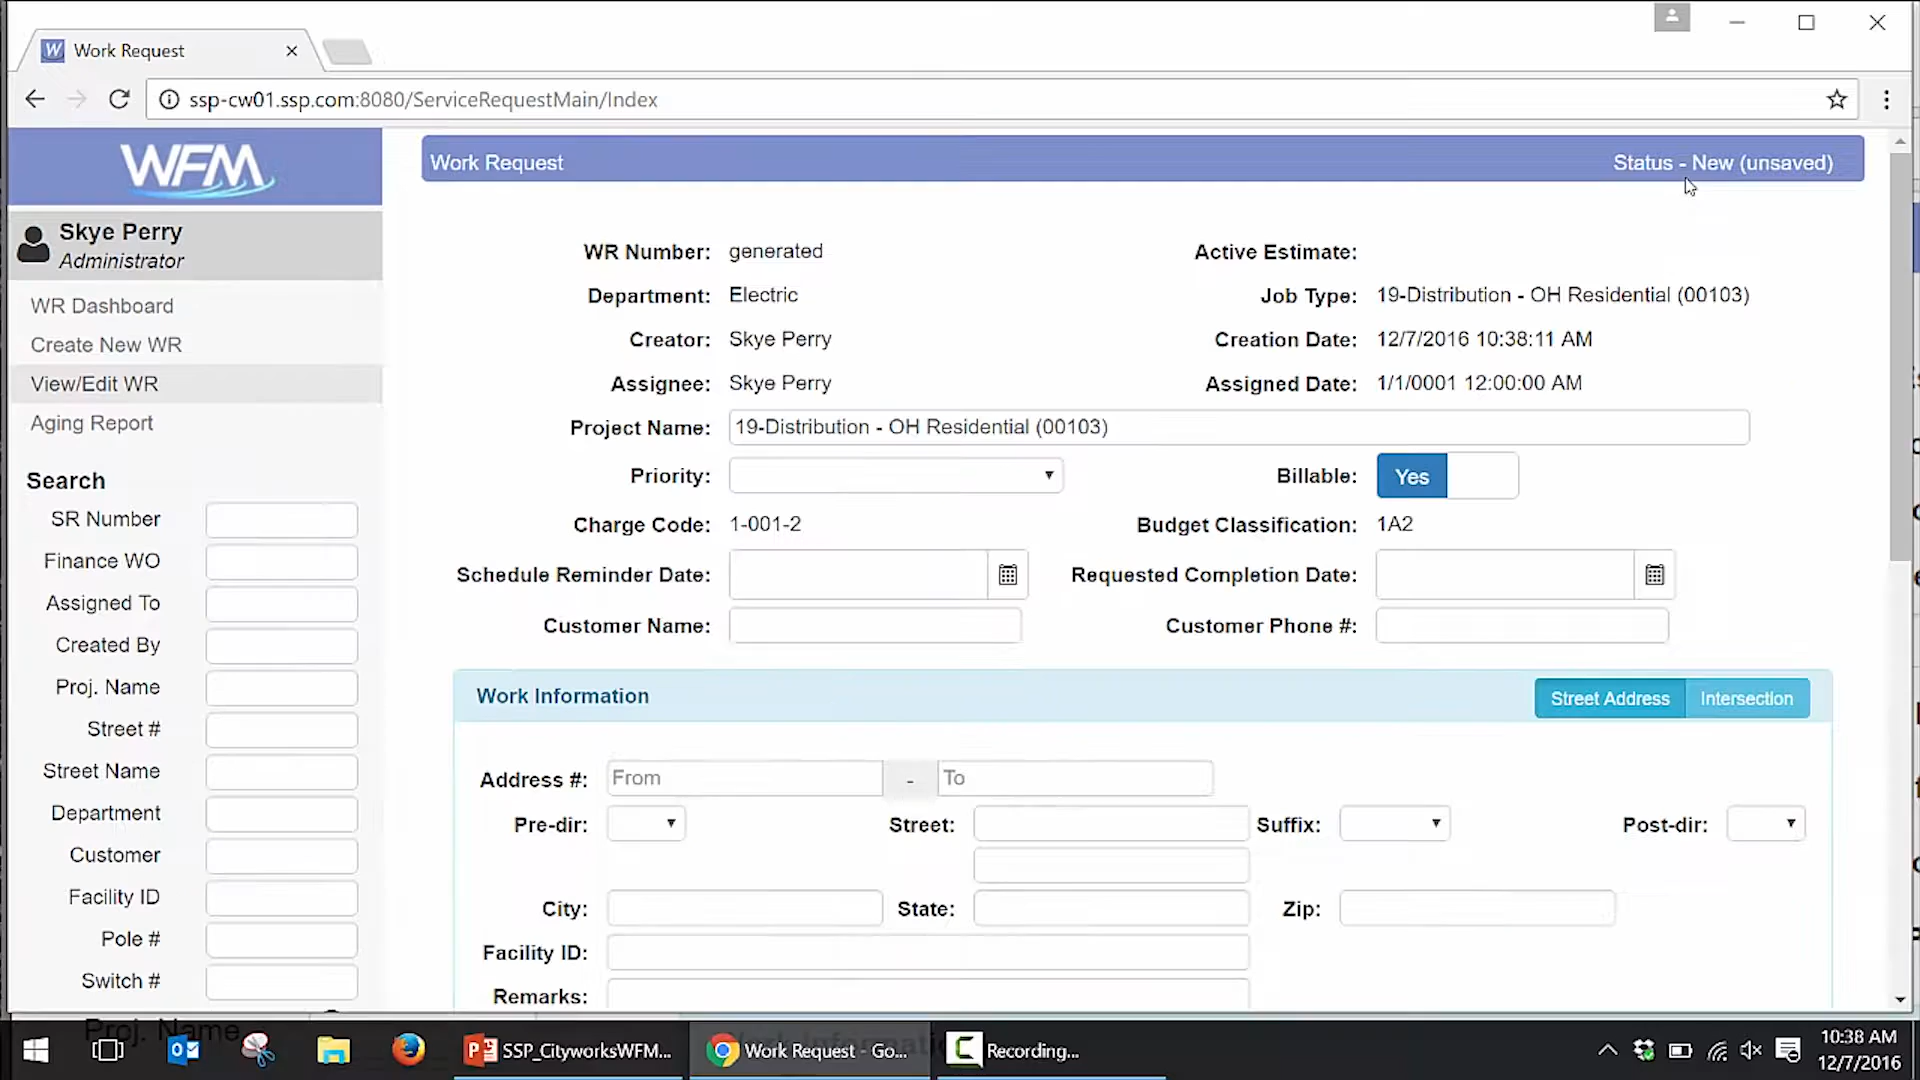 Work Request
ssp-cw01.ssp.com:8080/ServiceRequestMain/Index
WFM
Skye Perry
Administrator
WR Dashboard
Create New WR
View/Edit WR
Aging Report
Search
SR Number
Finance WO
Assigned To
Created By
Proj. Name
Street #
Street Name
Department
Customer
Facility ID
Pole #
Switch #
Work Request Status - New (unsaved)
WR Number: generated Active Estimate:
Department: Electric Job Type: 19-Distribution - OH Residential (00103)
Creator: Skye Perry Creation Date: 12/7/2016 10:38:11 AM
Assignee: Skye Perry Assigned Date: 1/1/0001 12:00:00 AM
Project Name: 19-Distribution - OH Residential (00103)
Priority: Billable: Yes
Charge Code: 1-001-2 Budget Classification: 1A2
Schedule Reminder Date: Requested Completion Date:
Customer Name: Customer Phone #:
Work Information Street Address Intersection
Address #: From - To
Pre-dir: Street: Suffix: Post-dir:
City: State: Zip:
Facility ID:
Remarks:
Proj. Name
SSP_CityworksWFM... Work Request - Go... Recording...
10:38 AM
12/7/2016